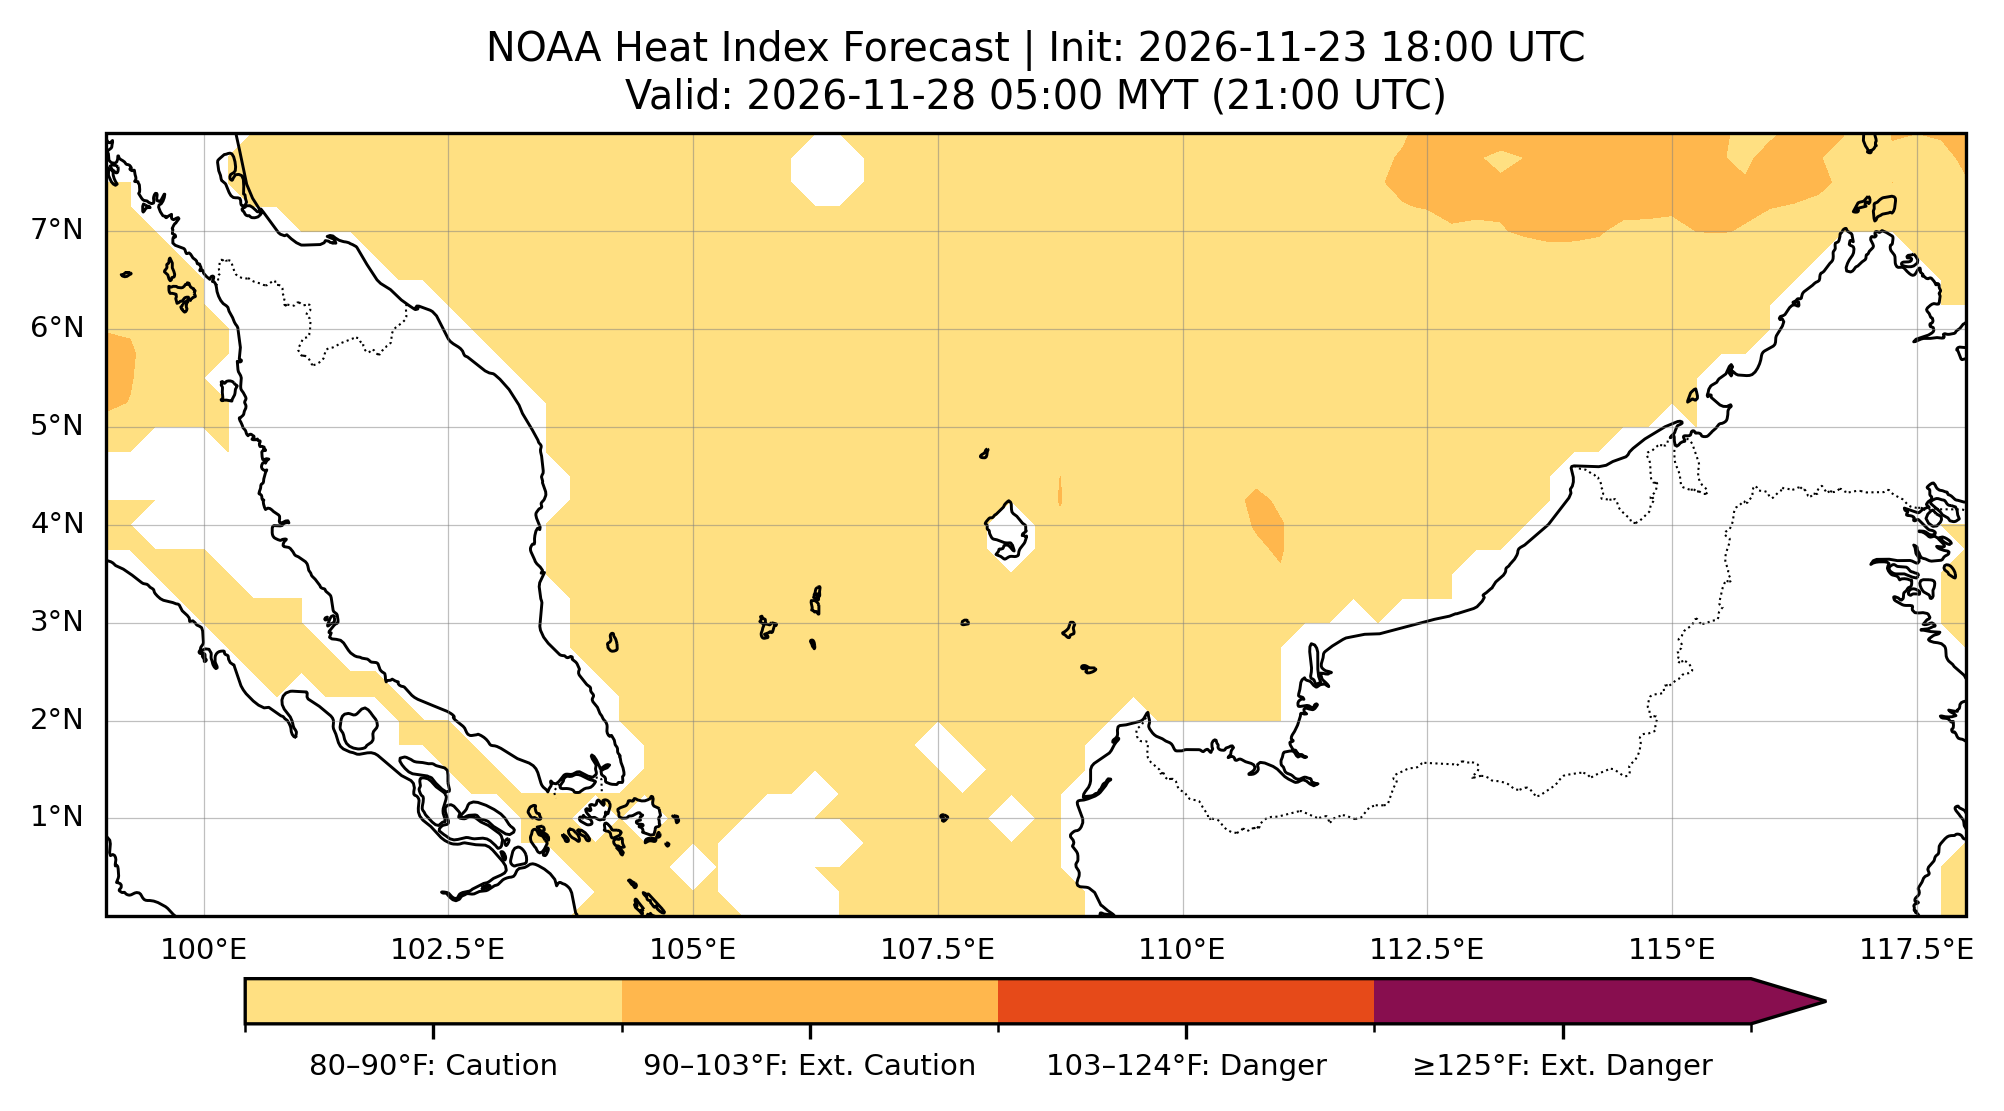 NOAA Heat Index Forecast | Init: 2026-11-23 18:00 UTC
Valid: 2026-11-28 05:00 MYT (21:00 UTC)
7°N
6°N
5°N
4°N
3°N
2°N
1°N
100°E 102.5°E 105°E 107.5°E 110°E 112.5°E 115°E 117.5°E
80–90°F: Caution 90–103°F: Ext. Caution 103–124°F: Danger ≥125°F: Ext. Danger